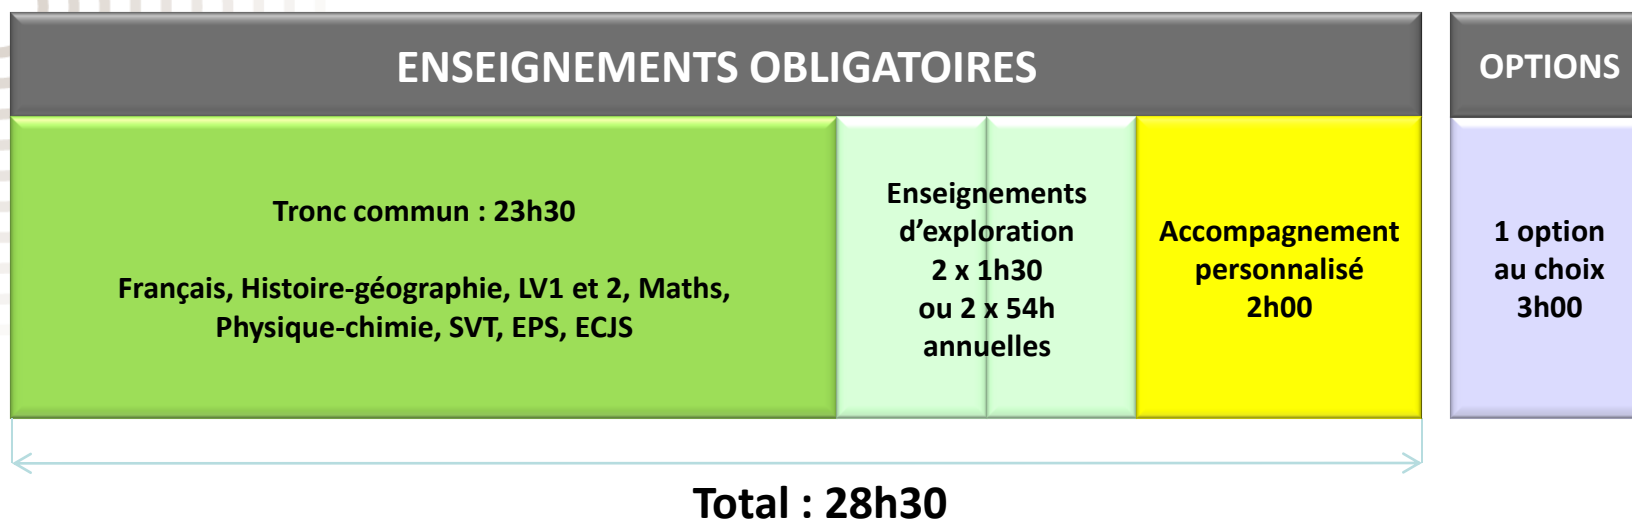 ENSEIGNEMENTS OBLIGATOIRES
OPTIONS
Tronc commun : 23h30
Français, Histoire-géographie, LV1 et 2, Maths,
Physique-chimie, SVT, EPS, ECJS
Enseignements
d’exploration
2 x 1h30
ou 2 x 54h
annuelles
Accompagnement
personnalisé
2h00
1 option
au choix
3h00
Total : 28h30